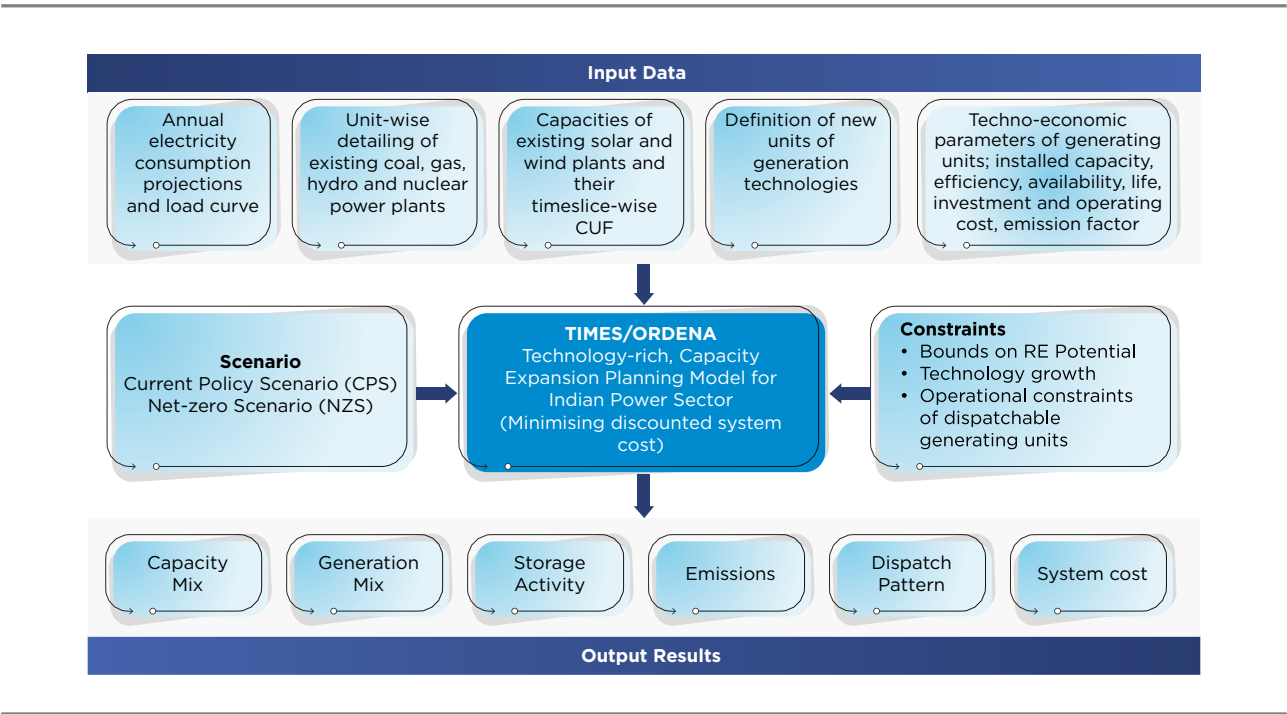 Input Data
Annual
electricity
consumption
projections
and load curve
Unit-wise
detailing of
existing coal, gas,
hydro and nuclear
power plants
Capacities of
existing solar and
wind plants and
their
timeslice-wise
CUF
Definition of new
units of
generation
technologies
Techno-economic
parameters of generating
units; installed capacity,
efficiency, availability, life,
investment and operating
cost, emission factor
Scenario
Current Policy Scenario (CPS)
Net-zero Scenario (NZS)
TIMES/ORDENA
Technology-rich, Capacity
Expansion Planning Model for
Indian Power Sector
(Minimising discounted system
cost)
Constraints
• Bounds on RE Potential
• Technology growth
• Operational constraints
of dispatchable
generating units
Capacity
Mix
Generation
Mix
Storage
Activity
Emissions
Dispatch
Pattern
System cost
Output Results